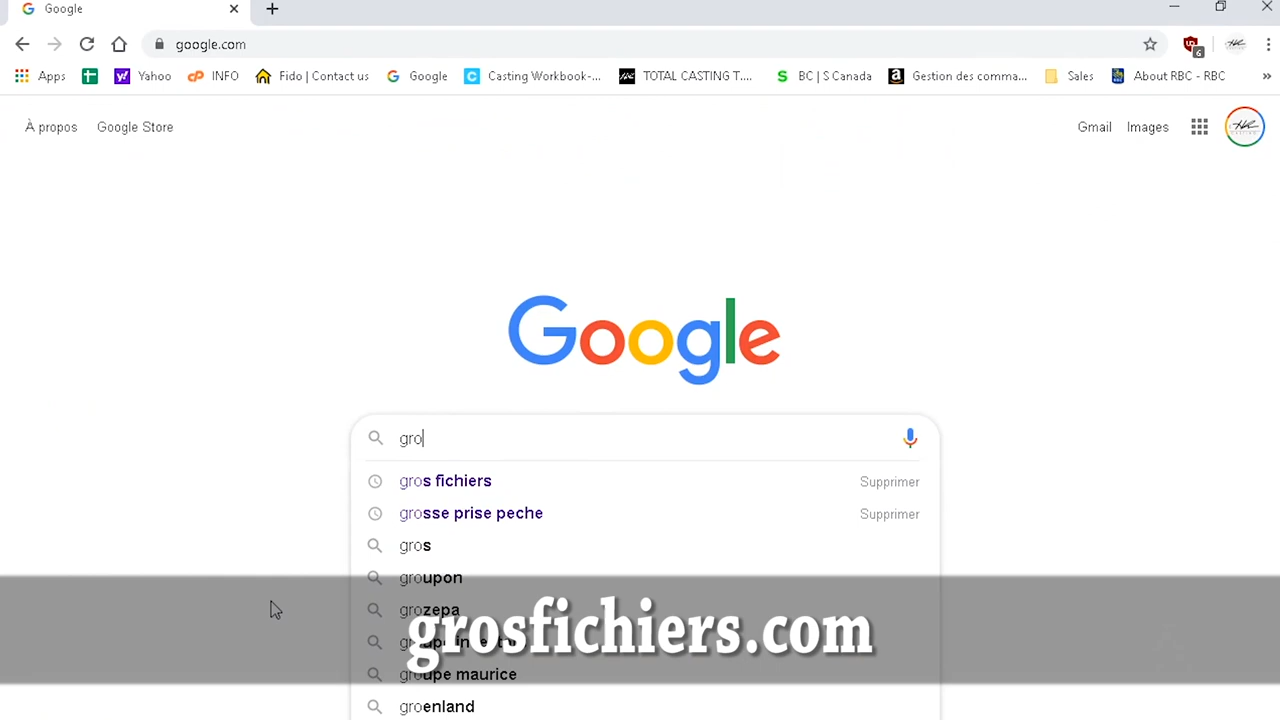 Google
google.com
6
Apps Yahoo INFO Fido | Contact us Google Casting Workbook-... TOTAL CASTING T.... BC | S Canada Gestion des comma... Sales About RBC - RBC »
À propos Google Store Gmail Images
Google
gro
gros fichiers Supprimer
grosse prise peche Supprimer
gros
groupon
grozepa
grosfichiers.com
groupe maurice
groenland